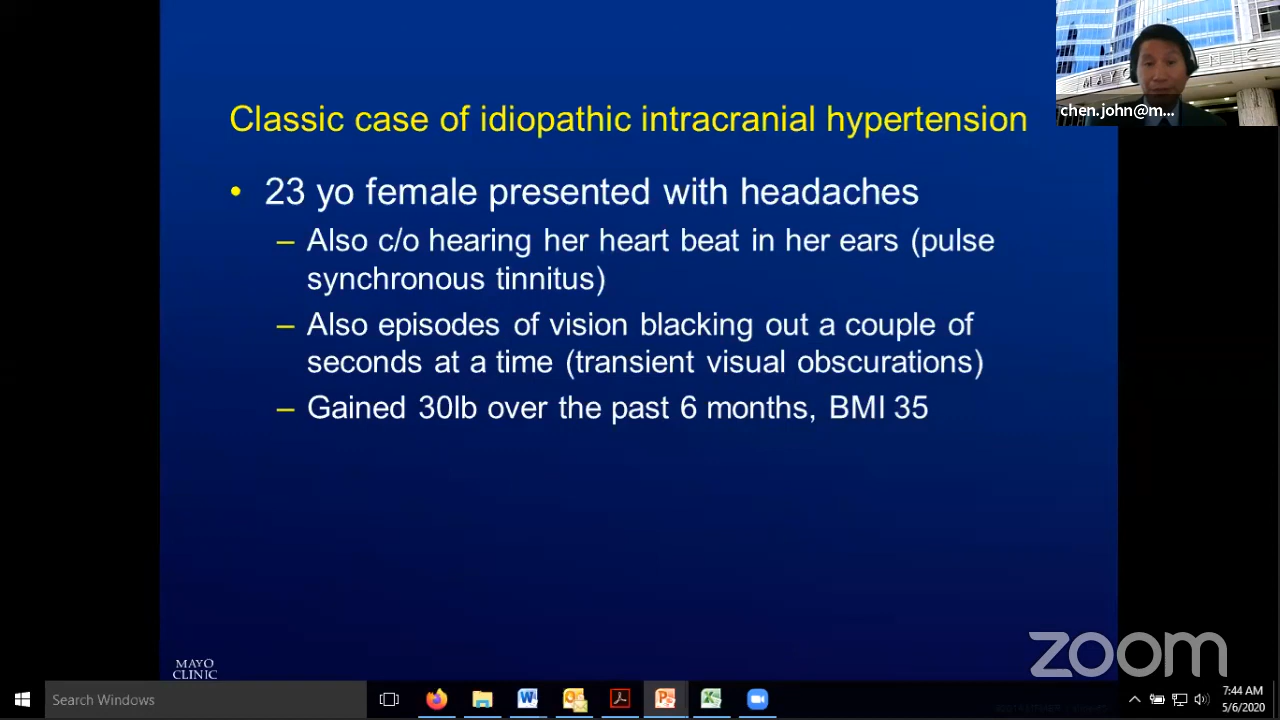 Classic case of idiopathic intracranial hypertension
• 23 yo female presented with headaches
– Also c/o hearing her heart beat in her ears (pulse
synchronous tinnitus)
– Also episodes of vision blacking out a couple of
seconds at a time (transient visual obscurations)
– Gained 30lb over the past 6 months, BMI 35
MAYO
CLINIC
chen.john@m...
zoom
Search Windows
7:44 AM
5/6/2020